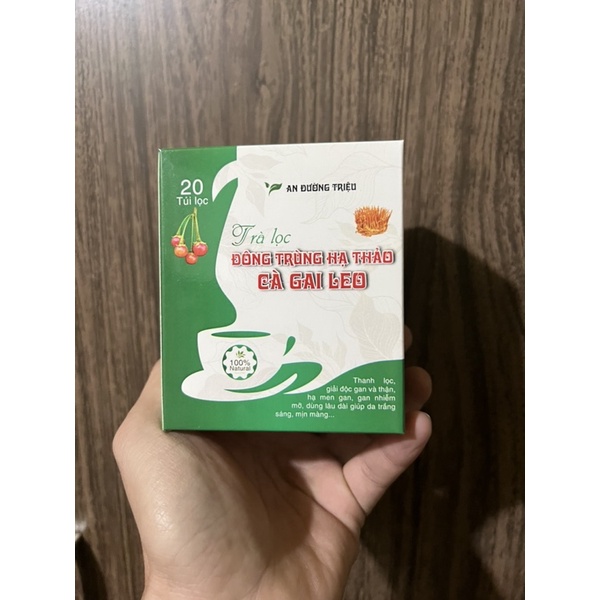 20
Túi lọc
AN ĐƯỜNG TRIỆU
Trà lọc
ĐÔNG TRÙNG HẠ THẢO
CÀ GAI LEO
100%
Natural
Thanh lọc,
giải độc gan và thận,
hạ men gan, gan nhiễm
mỡ, dùng lâu dài giúp da trắng
sáng, mịn màng...